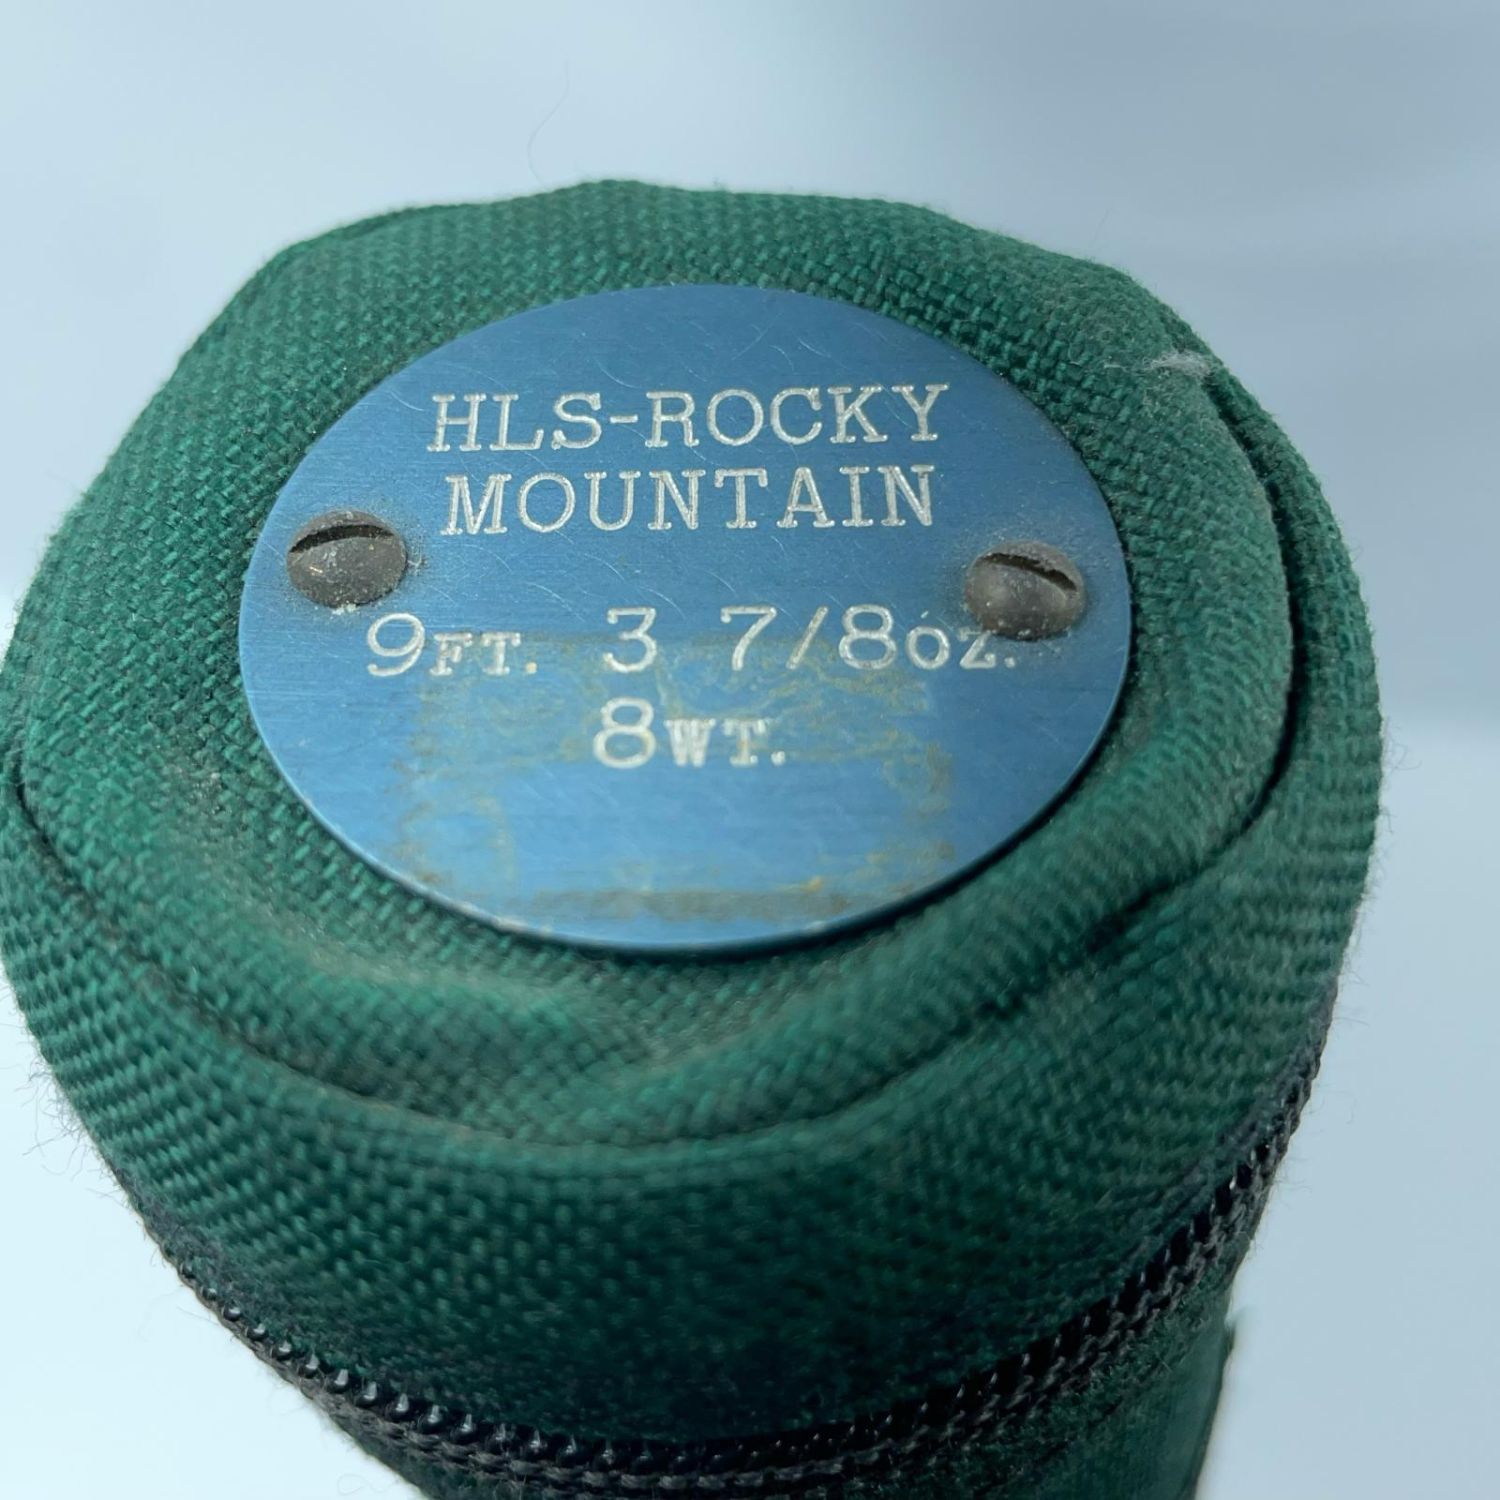 HLS-ROCKY
MOUNTAIN
9FT. 3 7/8OZ.
8WT.